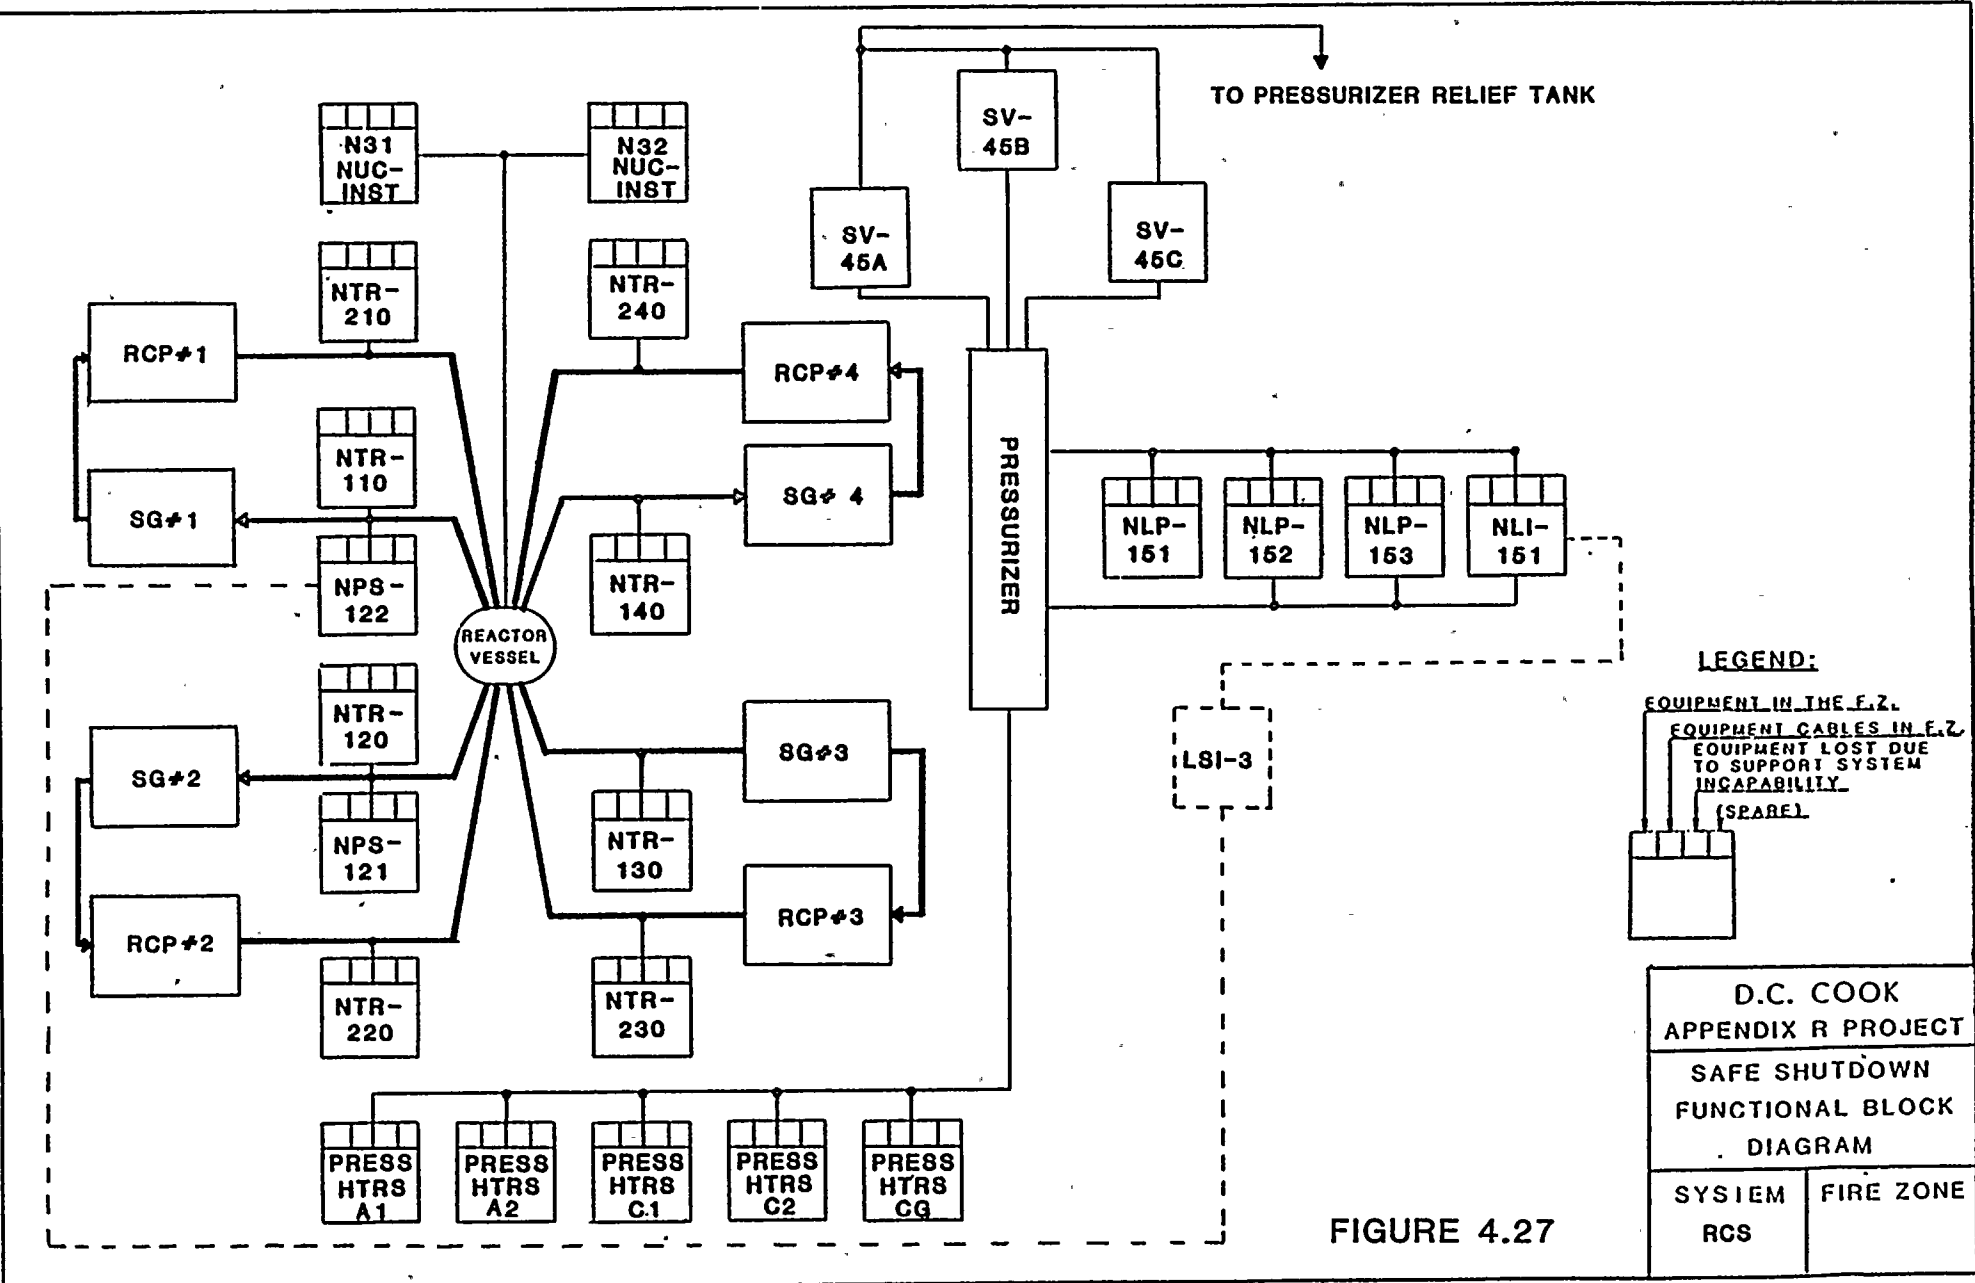 TO PRESSURIZER RELIEF TANK
SV-
45B
SV-
45A
SV-
45C
N31
NUC-
INST
N32
NUC-
INST
NTR-
210
NTR-
240
RCP#1
RCP#4
NTR-
110
SG#1
SG# 4
NPS-
122
NTR-
140
REACTOR
VESSEL
PRESSURIZER
NLP-
151
NLP-
152
NLP-
153
NLI-
151
NTR-
120
SG#2
SG#3
LSI-3
NPS-
121
NTR-
130
RCP#2
RCP#3
NTR-
220
NTR-
230
PRESS
HTRS
A1
PRESS
HTRS
A2
PRESS
HTRS
C1
PRESS
HTRS
C2
PRESS
HTRS
CG
LEGEND:
EQUIPMENT IN THE F.Z.
EQUIPMENT CABLES IN F.Z.
EQUIPMENT LOST DUE
TO SUPPORT SYSTEM
INCAPABILITY
(SPARE)
D.C. COOK
APPENDIX R PROJECT
SAFE SHUTDOWN
FUNCTIONAL BLOCK
DIAGRAM
SYSTEM
RCS
FIRE ZONE
FIGURE 4.27